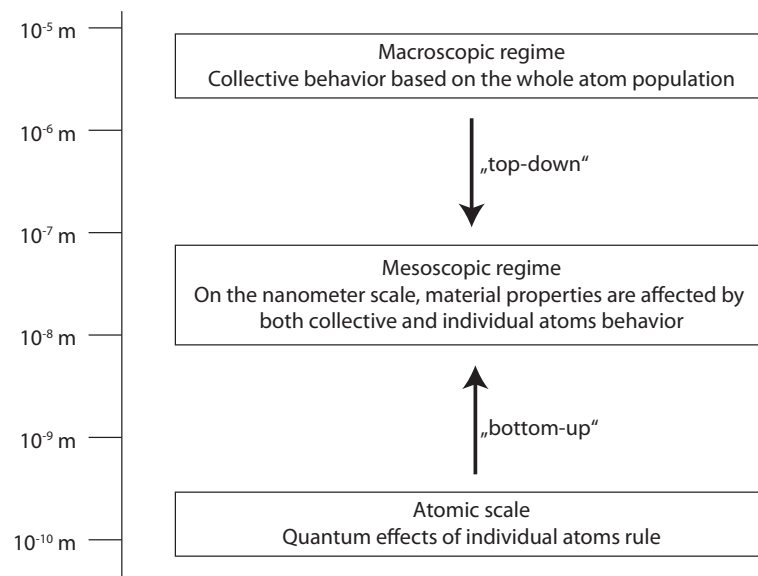 10⁻⁵ m
Macroscopic regime
Collective behavior based on the whole atom population
10⁻⁶ m
„top-down“
10⁻⁷ m
Mesoscopic regime
On the nanometer scale, material properties are affected by
both collective and individual atoms behavior
10⁻⁸ m
„bottom-up“
10⁻⁹ m
Atomic scale
Quantum effects of individual atoms rule
10⁻¹⁰ m